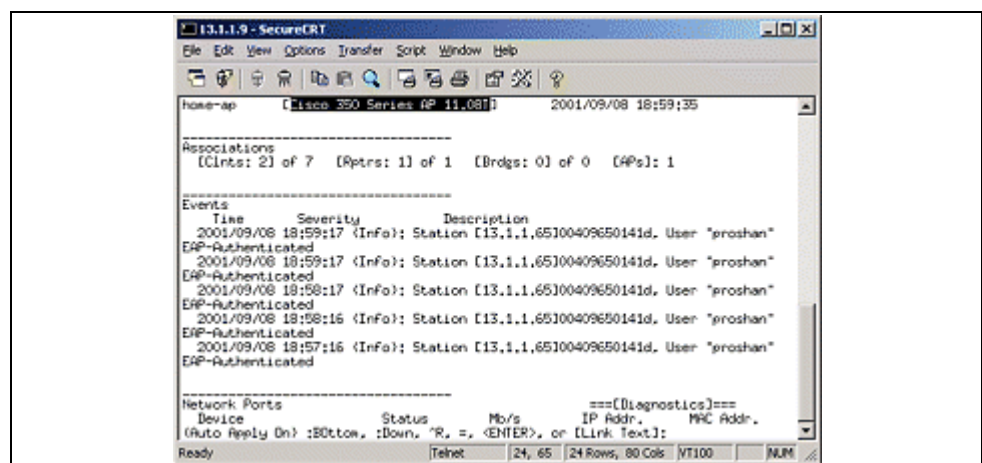 13.1.1.9 - SecureCRT
File Edit View Options Transfer Script Window Help
home-ap [Cisco 350 Series AP 11.08T] 2001/09/08 18:59:35
Associations
[Clnts: 2] of 7 [Rptrs: 1] of 1 [Brdgs: 0] of 0 [APs]: 1
Events
Time Severity Description
2001/09/08 18:59:17 (Info): Station [13.1.1.65]00409650141d, User "proshan"
EAP-Authenticated
2001/09/08 18:59:17 (Info): Station [13.1.1.65]00409650141d, User "proshan"
EAP-Authenticated
2001/09/08 18:58:17 (Info): Station [13.1.1.65]00409650141d, User "proshan"
EAP-Authenticated
2001/09/08 18:58:16 (Info): Station [13.1.1.65]00409650141d, User "proshan"
EAP-Authenticated
2001/09/08 18:57:16 (Info): Station [13.1.1.65]00409650141d, User "proshan"
EAP-Authenticated
Network Ports ===[Diagnostics]===
Device Status Mb/s IP Addr. MAC Addr.
(Auto Apply On) :BOttom, :Down, ^R, =, <ENTER>, or [Link Text]:
Ready Telnet 24, 65 24 Rows, 80 Cols VT100 NUM